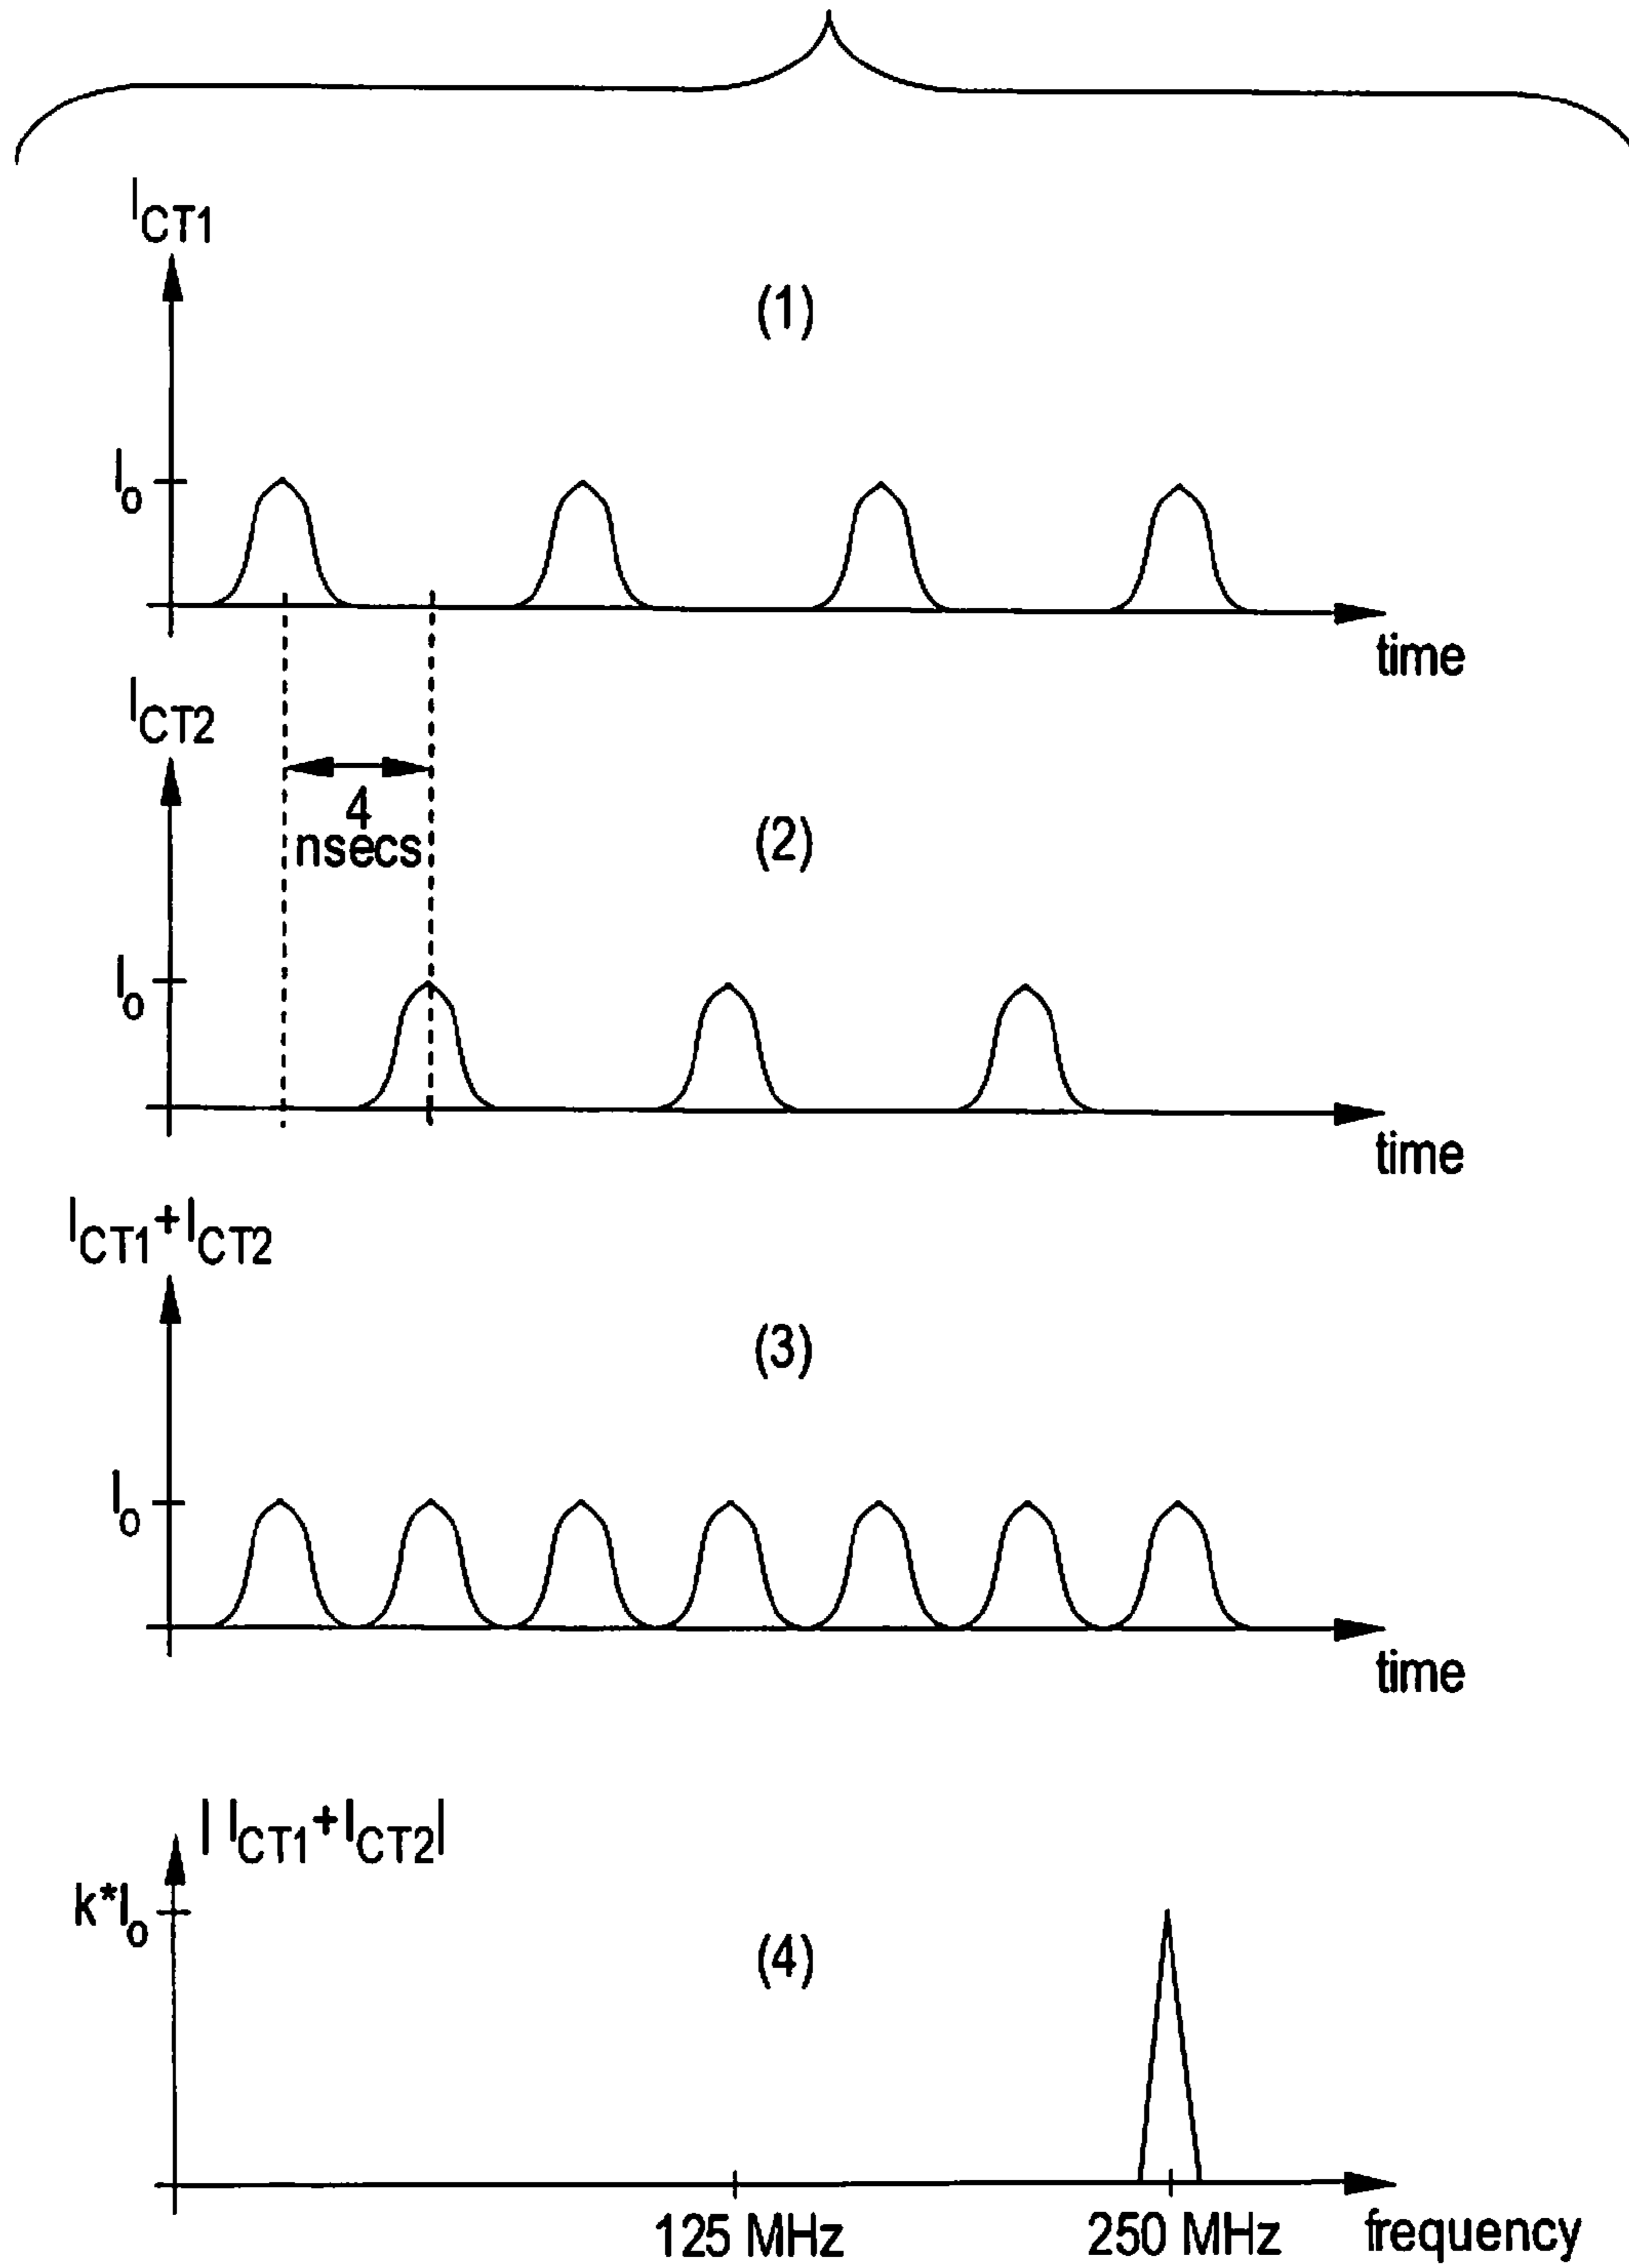 I_CT1
(1)
I_o
time
I_CT2
4
nsecs
(2)
I_o
time
I_CT1+I_CT2
(3)
I_o
time
| I_CT1+I_CT2|
k*I_o
(4)
125 MHz
250 MHz
frequency